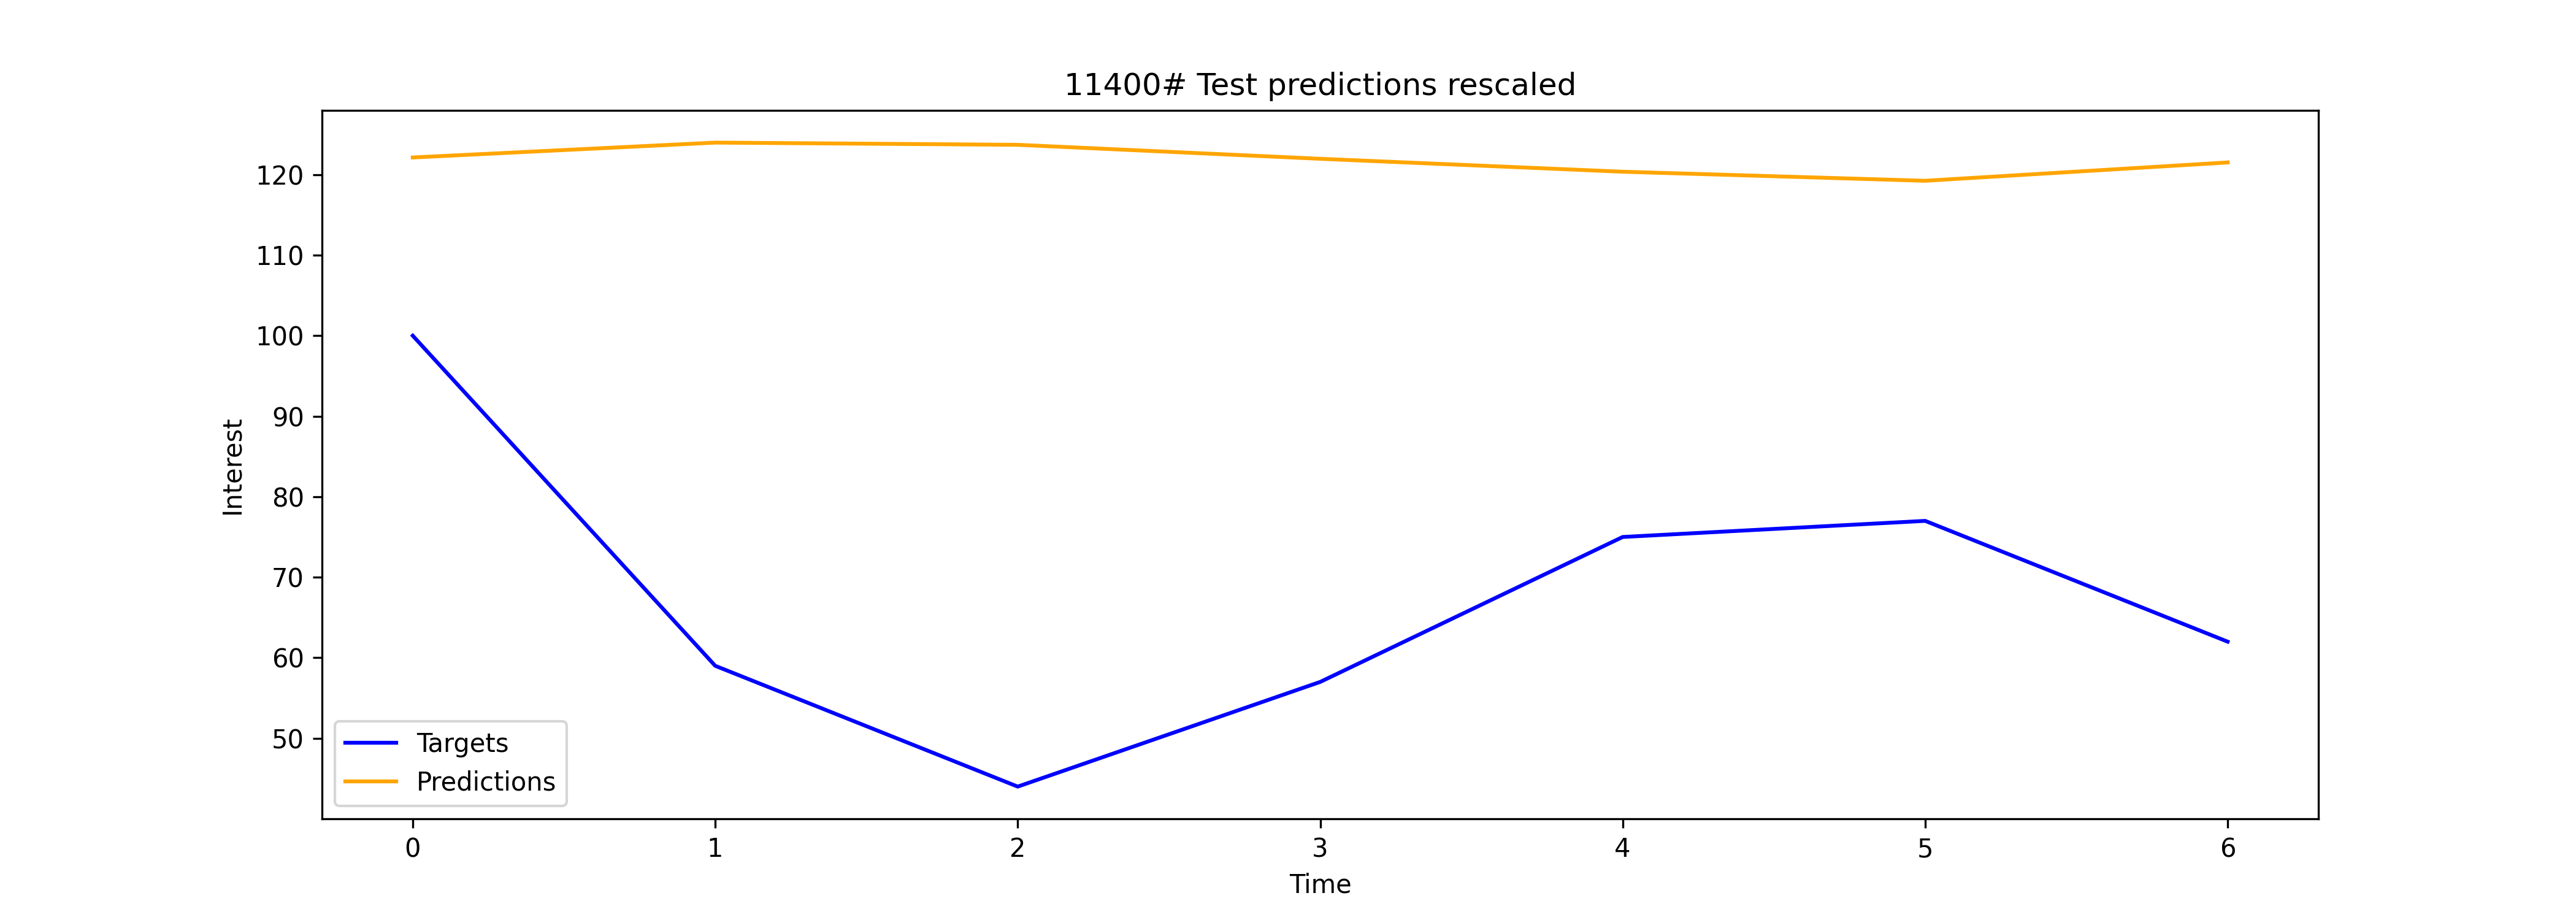 11400# Test predictions rescaled
120
110
100
90
80
70
60
50
Interest
Targets
Predictions
0 1 2 3 4 5 6
Time